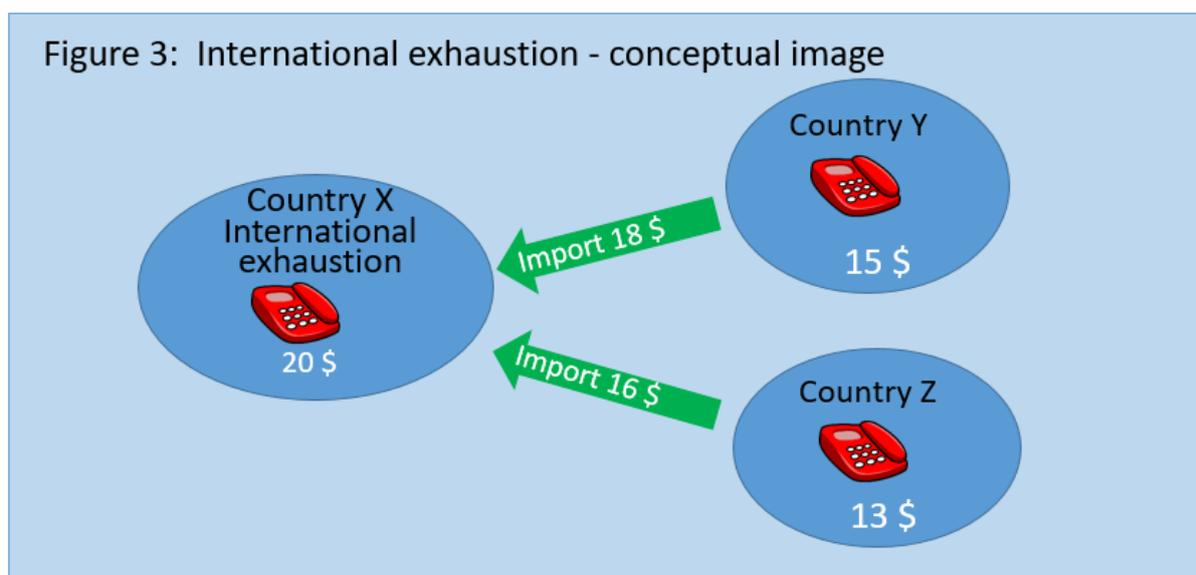 Figure 3:  International exhaustion - conceptual image
Country X
International
exhaustion
20 $
Import 18 $
Country Y
15 $
Import 16 $
Country Z
13 $